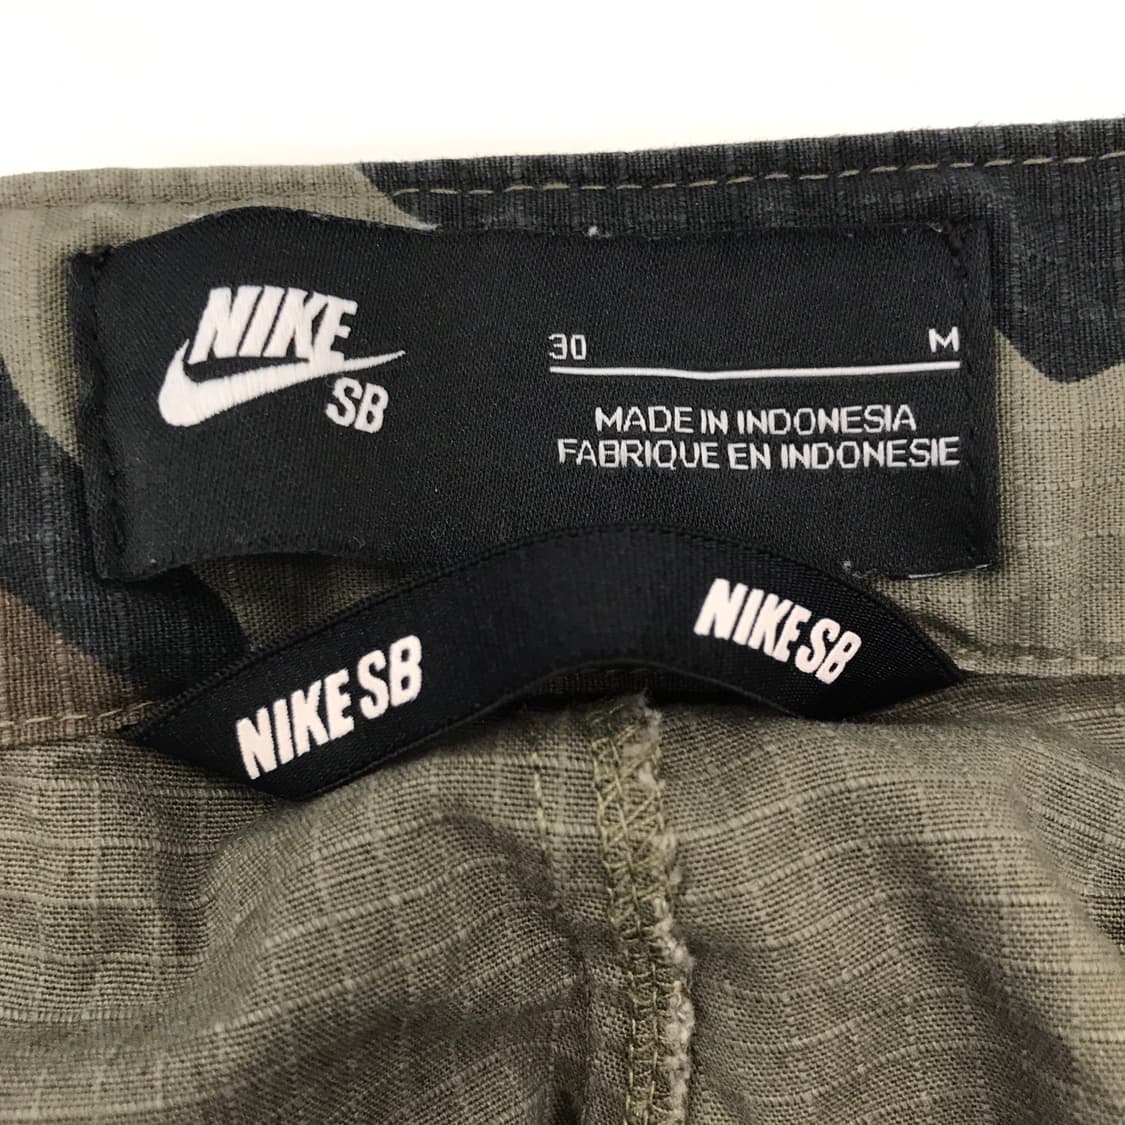 NIKE
SB
30 M
MADE IN INDONESIA
FABRIQUE EN INDONESIE
NIKE SB
NIKE SB